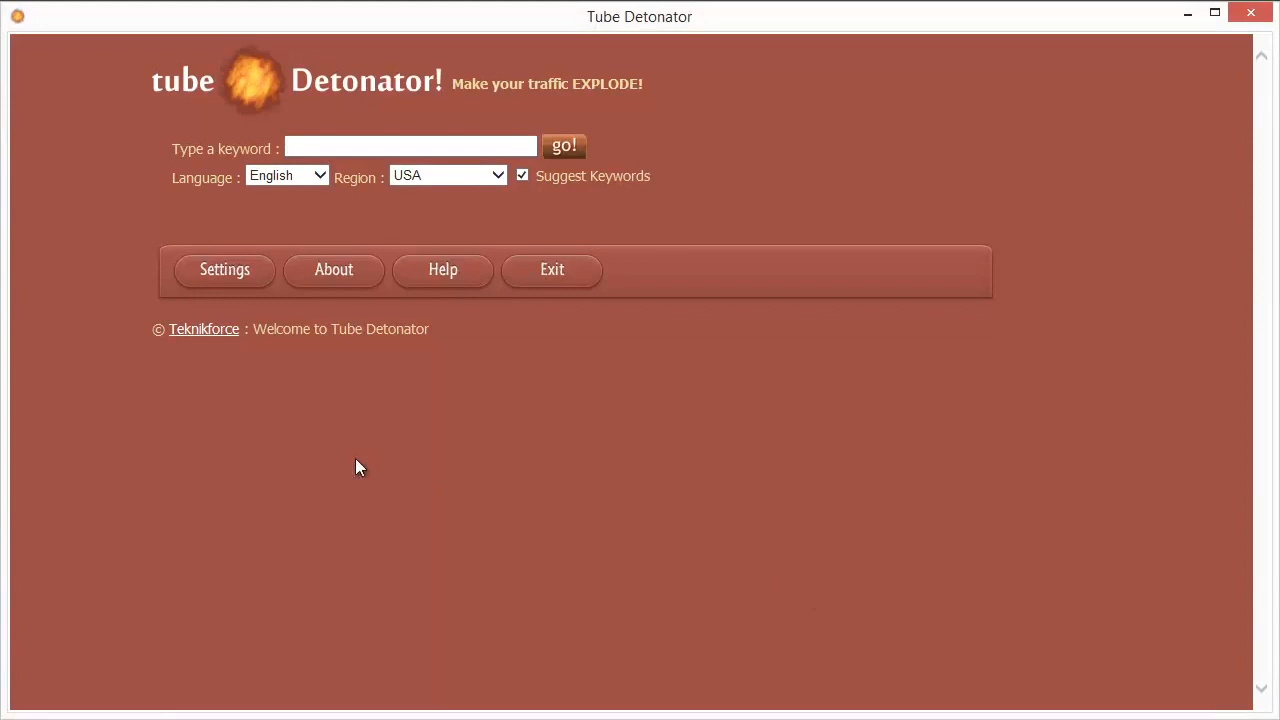 Tube Detonator
tube Detonator! Make your traffic EXPLODE!
Type a keyword : go!
Language : English Region : USA Suggest Keywords
Settings About Help Exit
© Teknikforce : Welcome to Tube Detonator